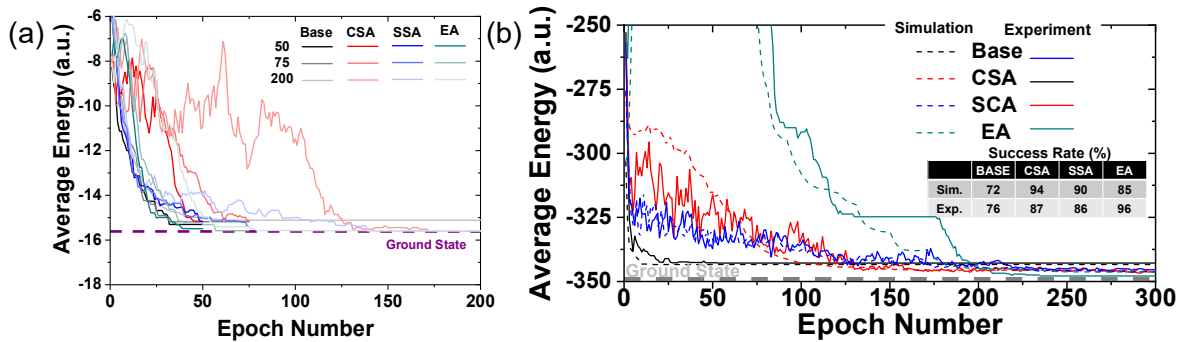 (a)
Average Energy (a.u.)
-6
-8
-10
-12
-14
-16
-18
Base CSA SSA EA
50
75
200
Ground State
0 50 100 150 200
Epoch Number
(b)
Average Energy (a.u.)
-250
-275
-300
-325
-350
Simulation Experiment
Base
CSA
SCA
EA
Success Rate (%)
BASE CSA SSA EA
Sim. 72 94 90 85
Exp. 76 87 86 96
Ground State
0 50 100 150 200 250 300
Epoch Number